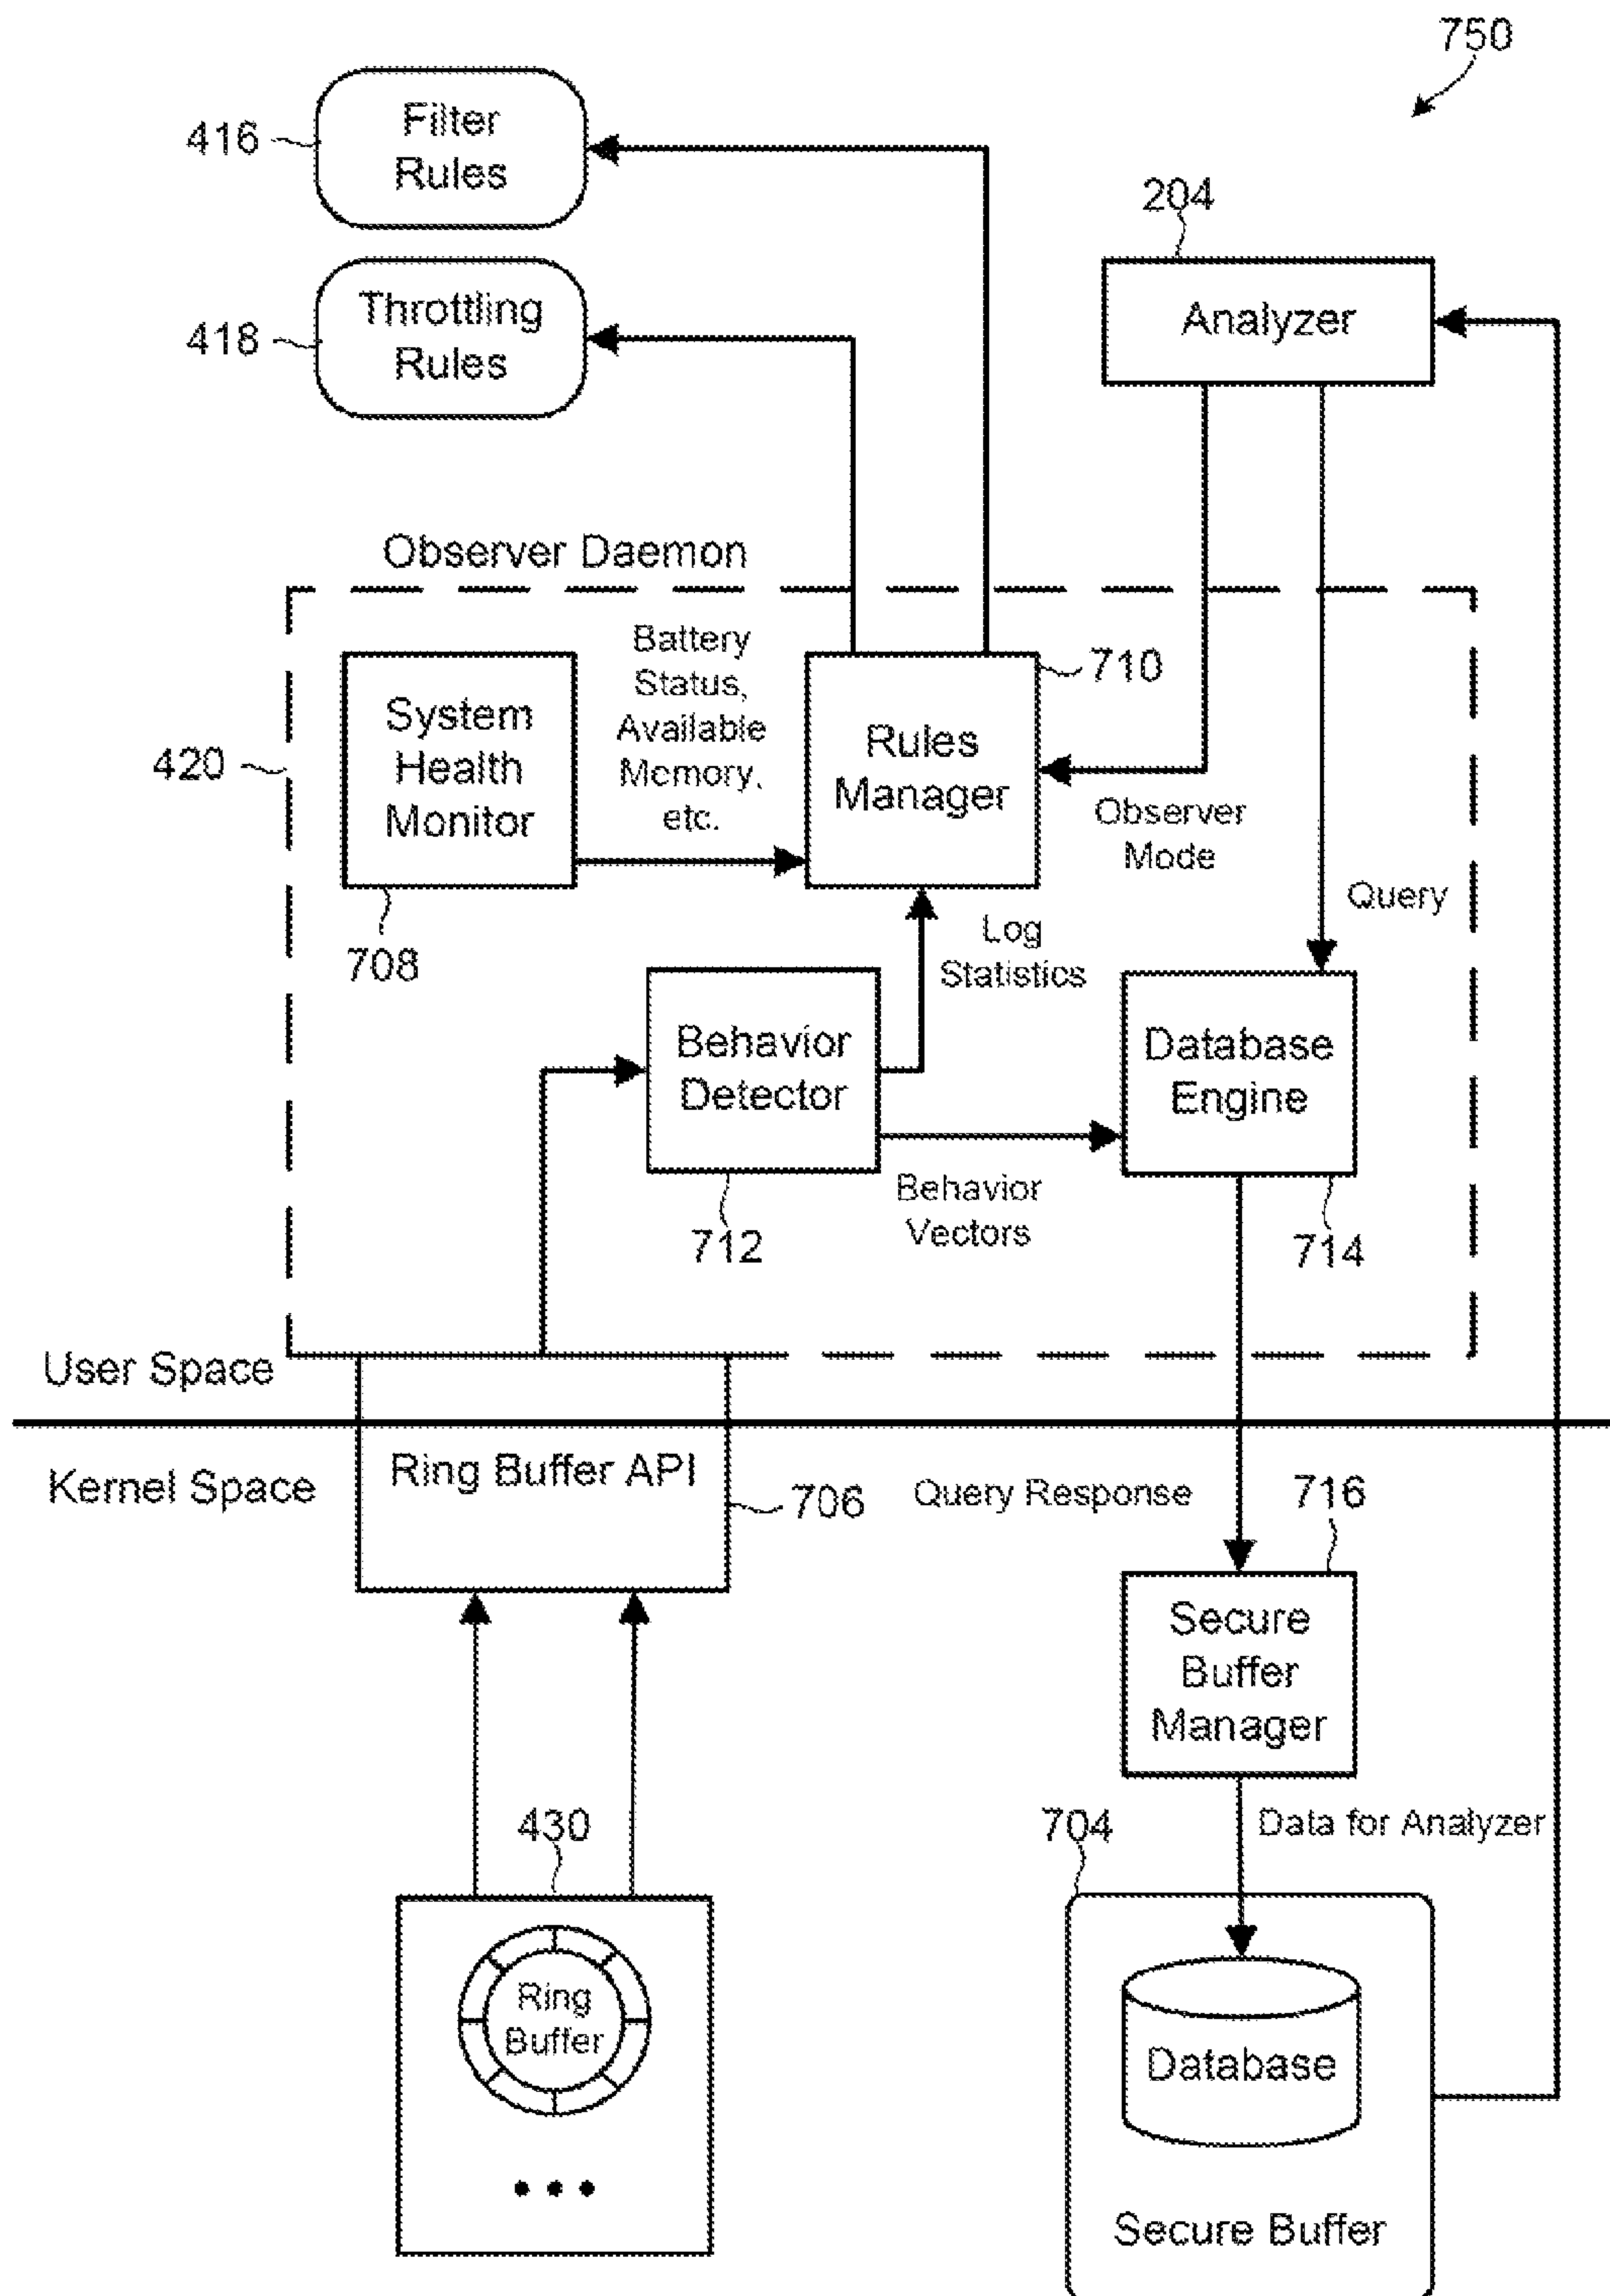 750
416
Filter
Rules
204
418
Throttling
Rules
Analyzer
Observer Daemon
420
System
Health
Monitor
708
Battery
Status,
Available
Memory,
etc.
Rules
Manager
710
Observer
Mode
Query
Log
Statistics
Behavior
Detector
712
Behavior
Vectors
Database
Engine
714
User Space
Kernel Space
Ring Buffer API
706
Query Response
716
Secure
Buffer
Manager
430
Ring
Buffer
704
Data for Analyzer
Database
Secure Buffer